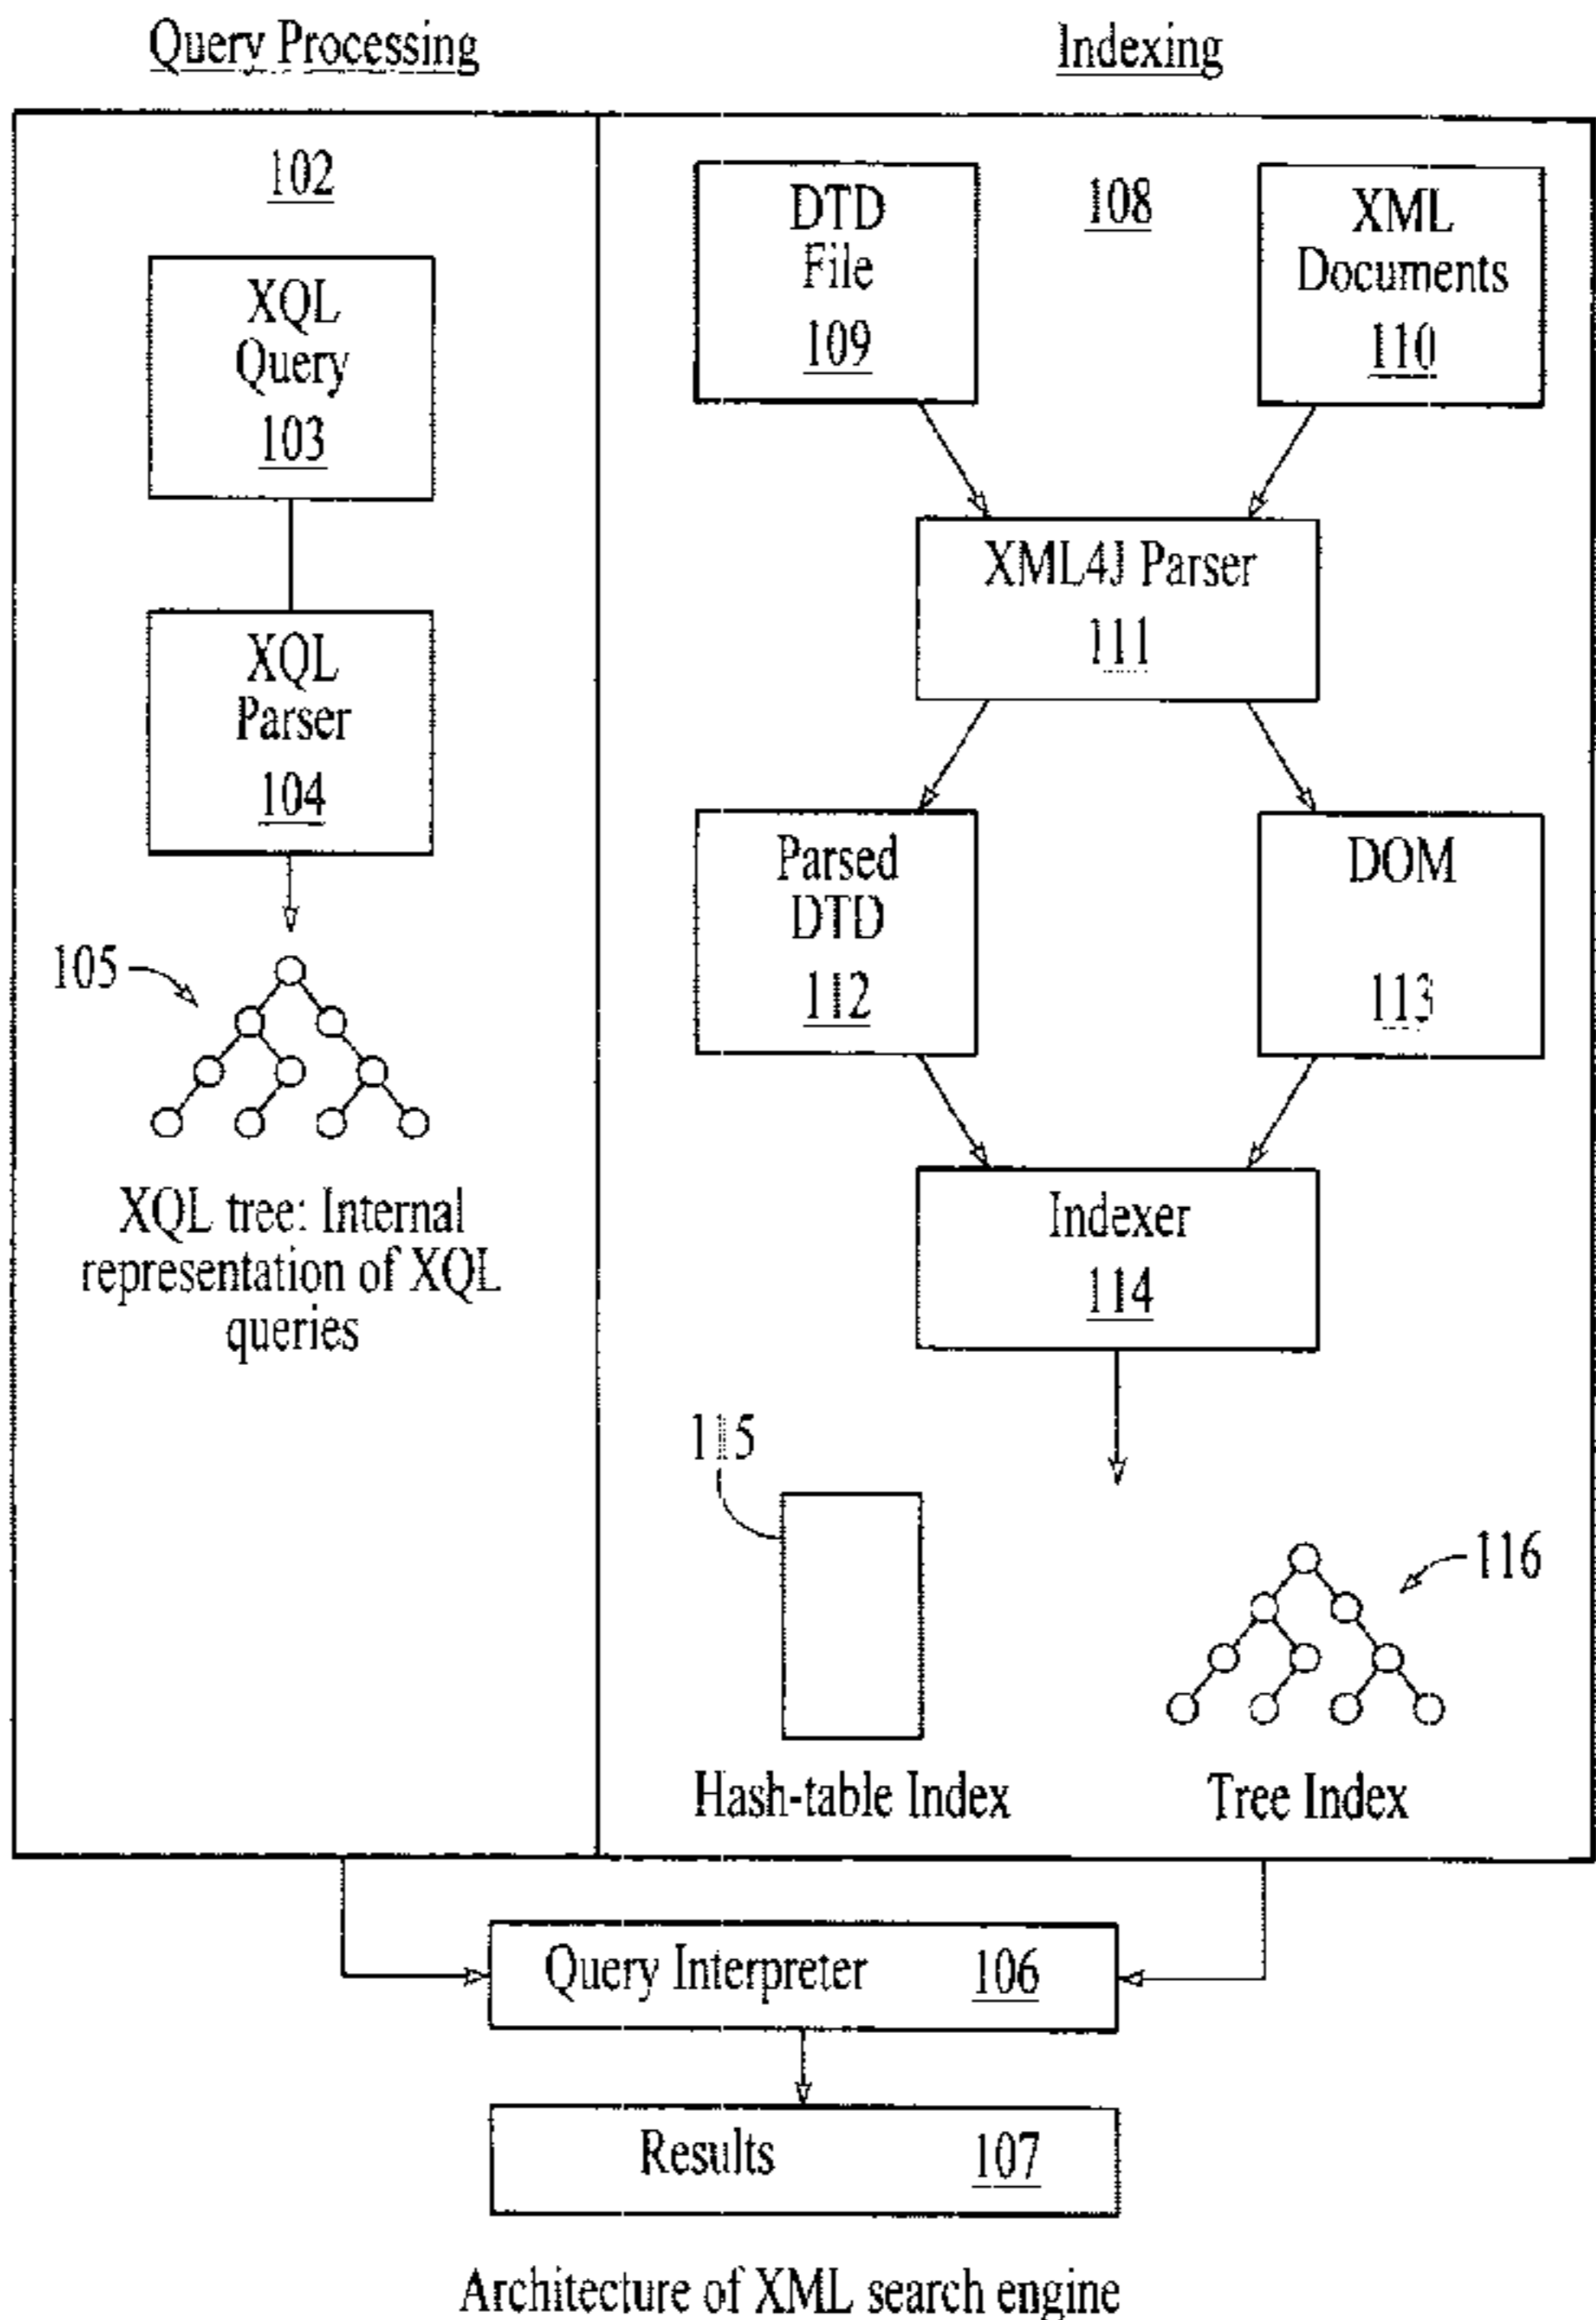 Query Processing
Indexing
102
XQL
Query
103
XQL
Parser
104
105
XQL tree: Internal
representation of XQL
queries
DTD
File
109
108
XML
Documents
110
XML4J Parser
111
Parsed
DTD
112
DOM
113
Indexer
114
115
116
Hash-table Index
Tree Index
Query Interpreter 106
Results 107
Architecture of XML search engine